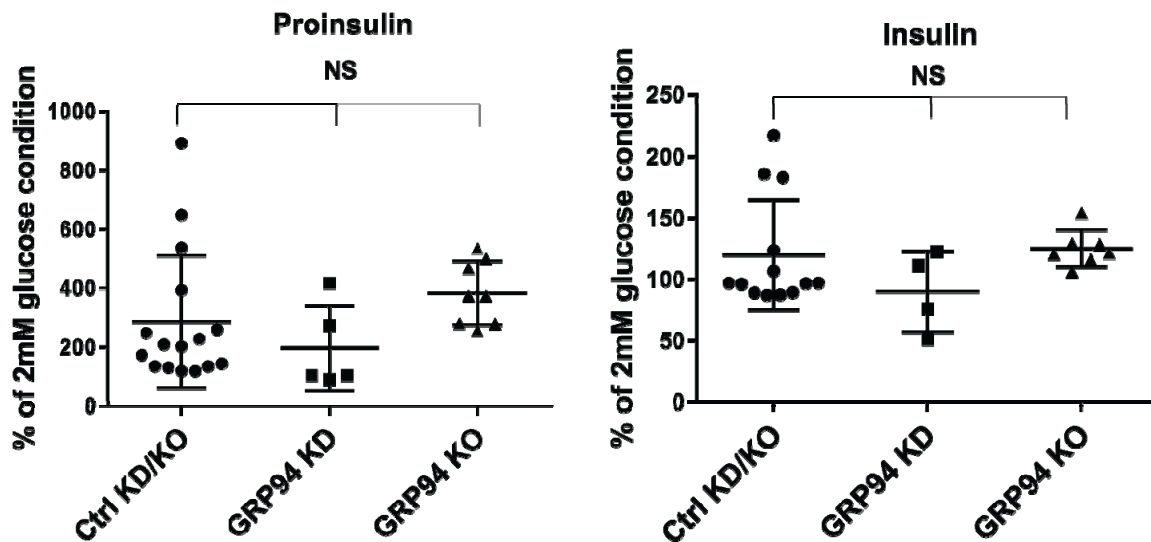 Proinsulin
NS
% of 2mM glucose condition
1000
800
600
400
200
0
Ctrl KD/KO
GRP94 KD
GRP94 KO
Insulin
NS
% of 2mM glucose condition
250
200
150
100
50
0
Ctrl KD/KO
GRP94 KD
GRP94 KO